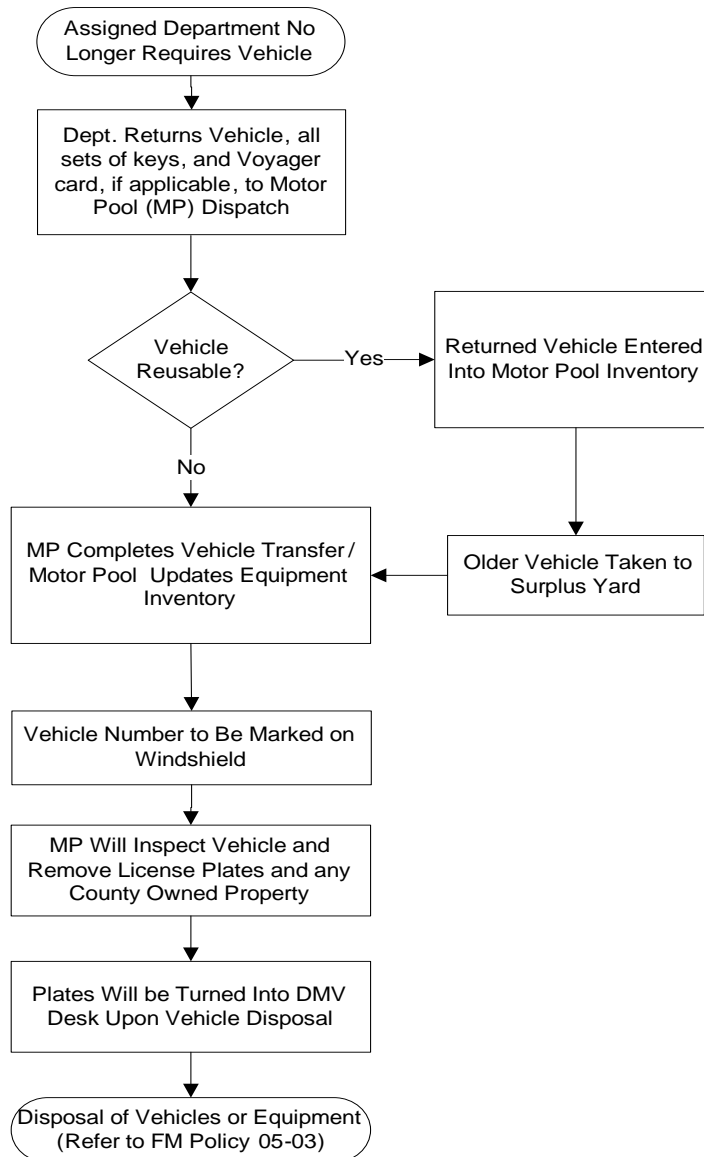 Assigned Department No
Longer Requires Vehicle
Dept. Returns Vehicle, all
sets of keys, and Voyager
card, if applicable, to Motor
Pool (MP) Dispatch
Vehicle
Reusable?
Yes
Returned Vehicle Entered
Into Motor Pool Inventory
No
MP Completes Vehicle Transfer /
Motor Pool Updates Equipment
Inventory
Older Vehicle Taken to
Surplus Yard
Vehicle Number to Be Marked on
Windshield
MP Will Inspect Vehicle and
Remove License Plates and any
County Owned Property
Plates Will be Turned Into DMV
Desk Upon Vehicle Disposal
Disposal of Vehicles or Equipment
(Refer to FM Policy 05-03)